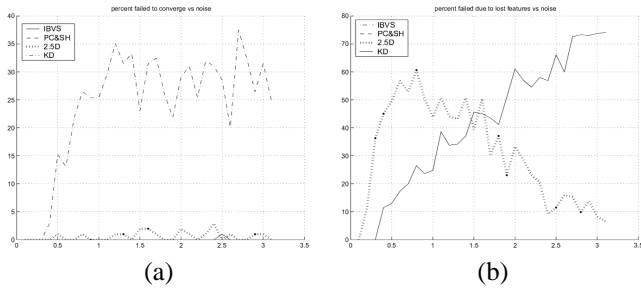 percent failed to converge vs noise
40
35
30
25
20
15
10
5
0
0 0.5 1 1.5 2 2.5 3 3.5
IBVS
PC&SH
2.5D
KD
(a)
percent failed due to lost features vs noise
80
70
60
50
40
30
20
10
0
0 0.5 1 1.5 2 2.5 3 3.5
IBVS
PC&SH
2.5D
KD
(b)